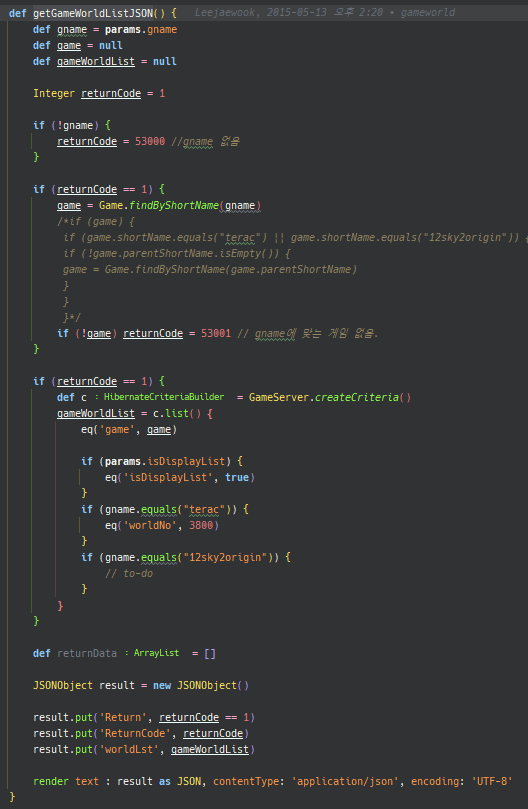 def getGameWorldListJSON() {    Leejaewook, 2015-05-13 오후 2:20 • gameworld
    def gname = params.gname
    def game = null
    def gameWorldList = null

    Integer returnCode = 1

    if (!gname) {
        returnCode = 53000 //gname 없음
    }

    if (returnCode == 1) {
        game = Game.findByShortName(gname)
        /*if (game) {
         if (game.shortName.equals("terac") || game.shortName.equals("12sky2origin")) {
         if (!game.parentShortName.isEmpty()) {
         game = Game.findByShortName(game.parentShortName)
         }
         }
         }*/
        if (!game) returnCode = 53001 // gname에 맞는 게임 없음.
    }

    if (returnCode == 1) {
        def c : HibernateCriteriaBuilder  = GameServer.createCriteria()
        gameWorldList = c.list() {
            eq('game', game)

            if (params.isDisplayList) {
                eq('isDisplayList', true)
            }
            if (gname.equals("terac")) {
                eq('worldNo', 3800)
            }
            if (gname.equals("12sky2origin")) {
                // to-do
            }
        }
    }

    def returnData : ArrayList  = []

    JSONObject result = new JSONObject()

    result.put('Return', returnCode == 1)
    result.put('ReturnCode', returnCode)
    result.put('worldLst', gameWorldList)

    render text : result as JSON, contentType: 'application/json', encoding: 'UTF-8'
}